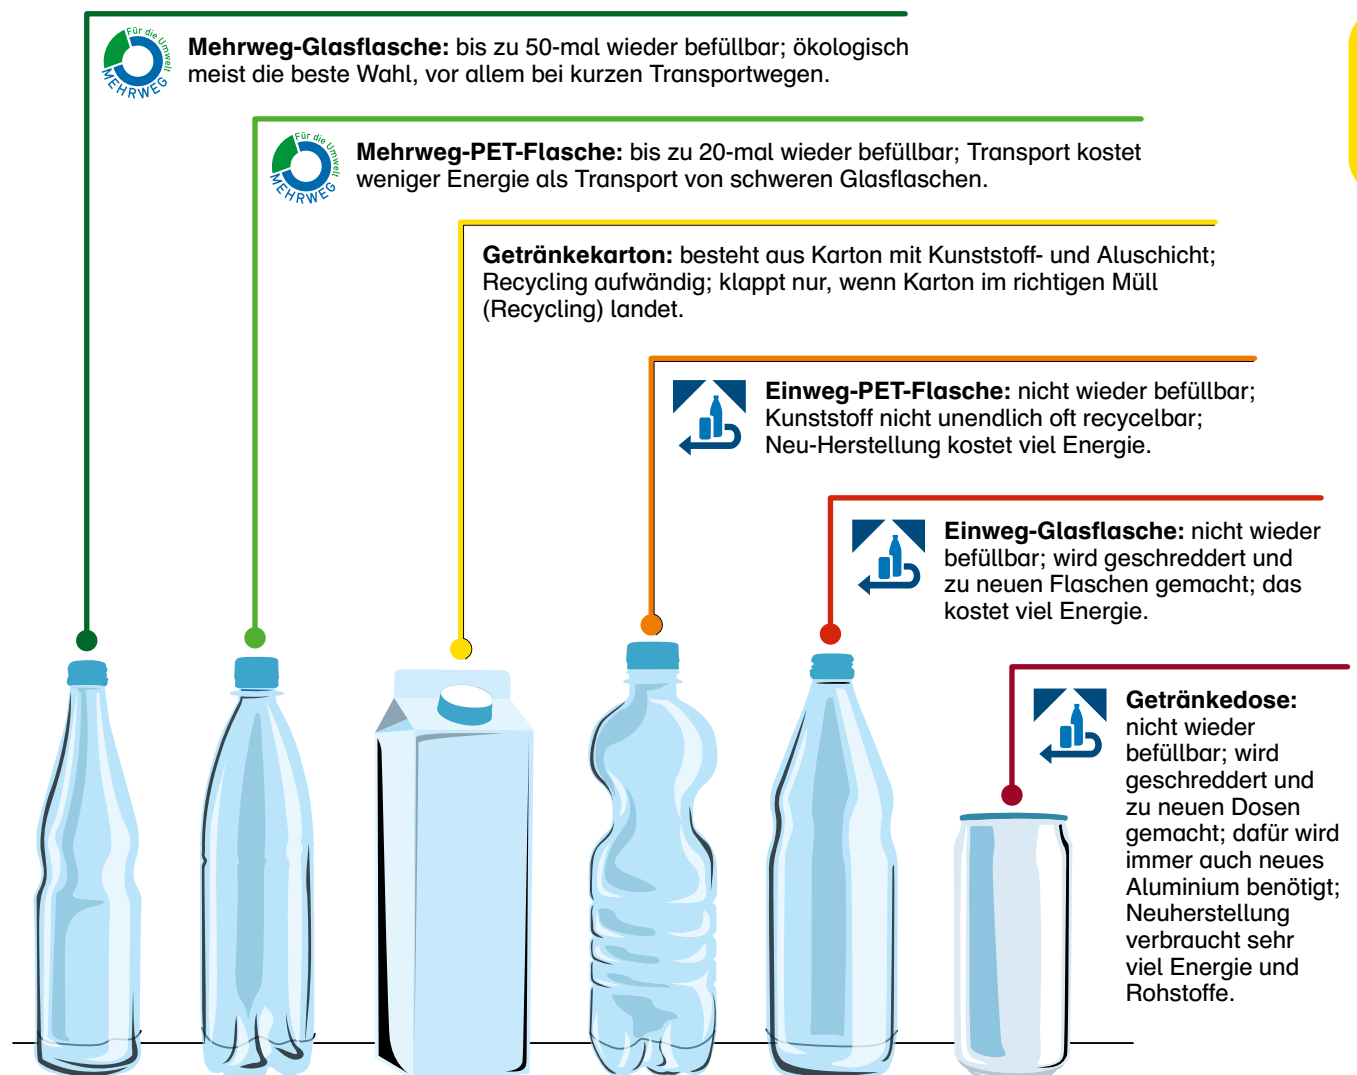 Für die Umwelt
MEHRWEG
Mehrweg-Glasflasche: bis zu 50-mal wieder befüllbar; ökologisch
meist die beste Wahl, vor allem bei kurzen Transportwegen.
Für die Umwelt
MEHRWEG
Mehrweg-PET-Flasche: bis zu 20-mal wieder befüllbar; Transport kostet
weniger Energie als Transport von schweren Glasflaschen.
Getränkekarton: besteht aus Karton mit Kunststoff- und Aluschicht;
Recycling aufwändig; klappt nur, wenn Karton im richtigen Müll
(Recycling) landet.
Einweg-PET-Flasche: nicht wieder befüllbar;
Kunststoff nicht unendlich oft recycelbar;
Neu-Herstellung kostet viel Energie.
Einweg-Glasflasche: nicht wieder
befüllbar; wird geschreddert und
zu neuen Flaschen gemacht; das
kostet viel Energie.
Getränkedose:
nicht wieder
befüllbar; wird
geschreddert und
zu neuen Dosen
gemacht; dafür wird
immer auch neues
Aluminium benötigt;
Neuherstellung
verbraucht sehr
viel Energie und
Rohstoffe.